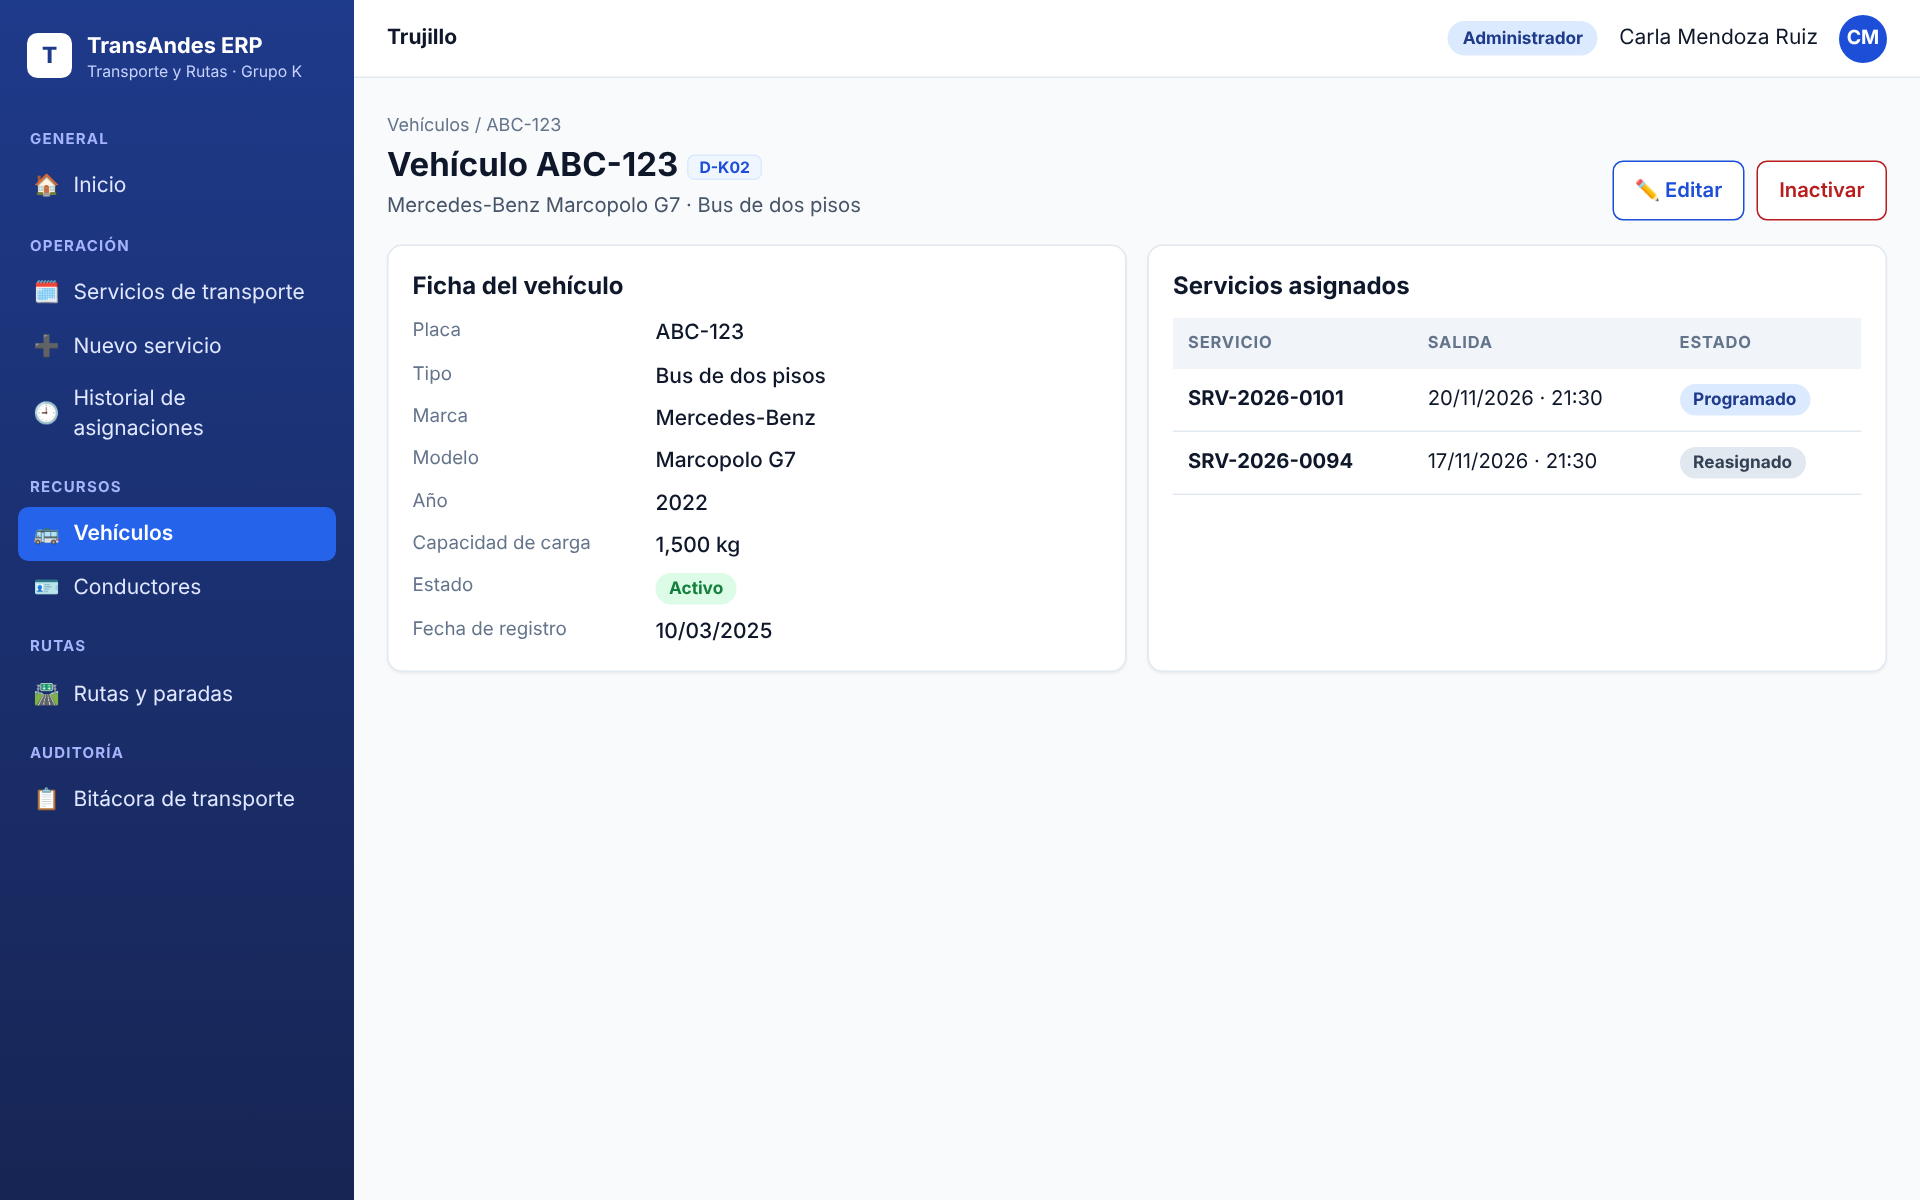 T
TransAndes ERP
Transporte y Rutas · Grupo K
GENERAL
Inicio
OPERACIÓN
Servicios de transporte
Nuevo servicio
Historial de
asignaciones
RECURSOS
Vehículos
Conductores
RUTAS
Rutas y paradas
AUDITORÍA
Bitácora de transporte
Trujillo
Administrador
Carla Mendoza Ruiz
CM
Vehículos / ABC-123
Vehículo ABC-123 D-K02
Mercedes-Benz Marcopolo G7 · Bus de dos pisos
Editar
Inactivar
Ficha del vehículo
Placa ABC-123
Tipo Bus de dos pisos
Marca Mercedes-Benz
Modelo Marcopolo G7
Año 2022
Capacidad de carga 1,500 kg
Estado Activo
Fecha de registro 10/03/2025
Servicios asignados
SERVICIO SALIDA ESTADO
SRV-2026-0101 20/11/2026 · 21:30 Programado
SRV-2026-0094 17/11/2026 · 21:30 Reasignado